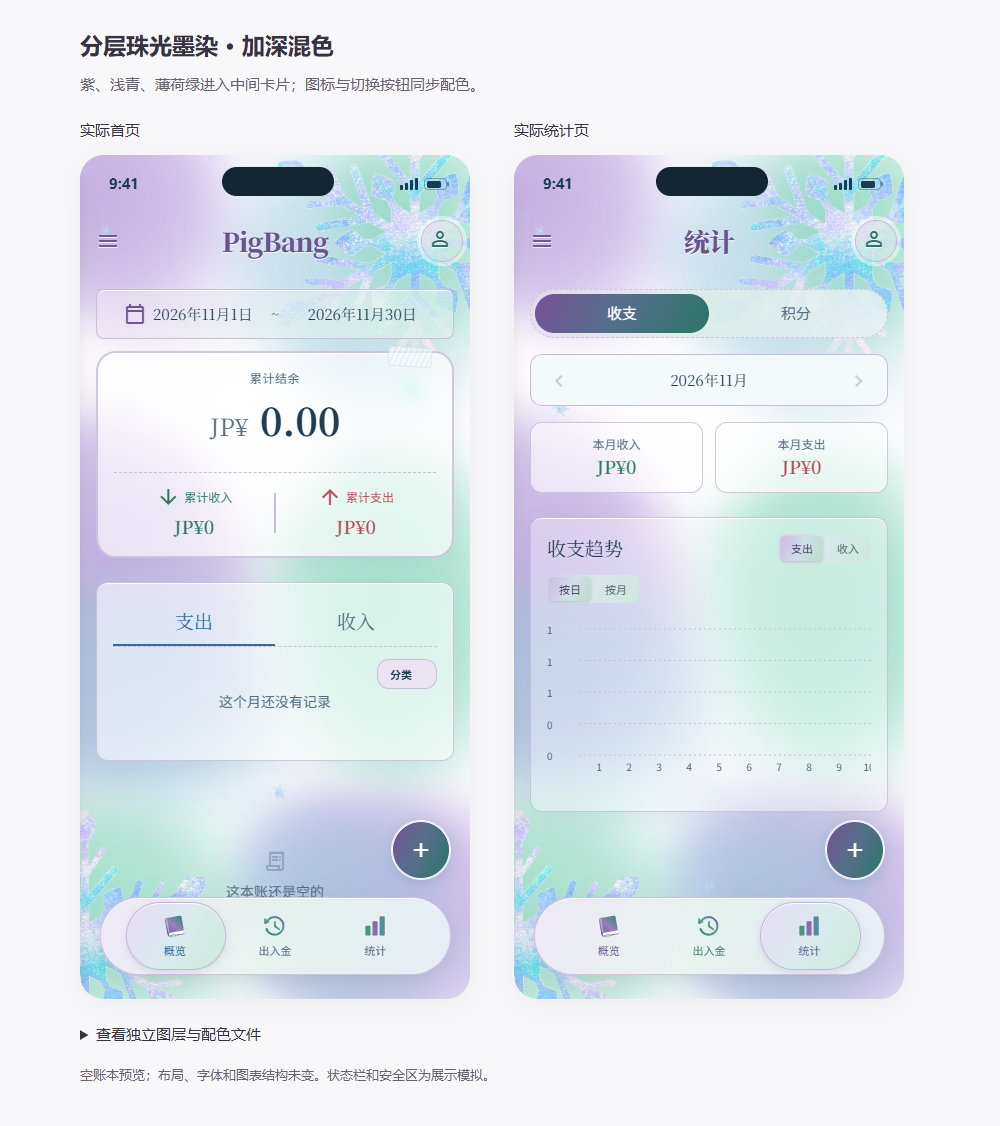 分层珠光墨染 · 加深混色
紫、浅青、薄荷绿进入中间卡片；图标与切换按钮同步配色。
实际首页
9:41
PigBang
2026年11月1日 ~ 2026年11月30日
累计结余
JP¥ 0.00
累计收入 累计支出
JP¥0 JP¥0
支出 收入
分类
这个月还没有记录
这本账还是空的
概览 出入金 统计
实际统计页
9:41
统计
收支 积分
2026年11月
本月收入 本月支出
JP¥0 JP¥0
收支趋势 支出 收入
按日 按月
1
1
1
0
0
1 2 3 4 5 6 7 8 9 10
概览 出入金 统计
查看独立图层与配色文件
空账本预览；布局、字体和图表结构未变。状态栏和安全区为展示模拟。